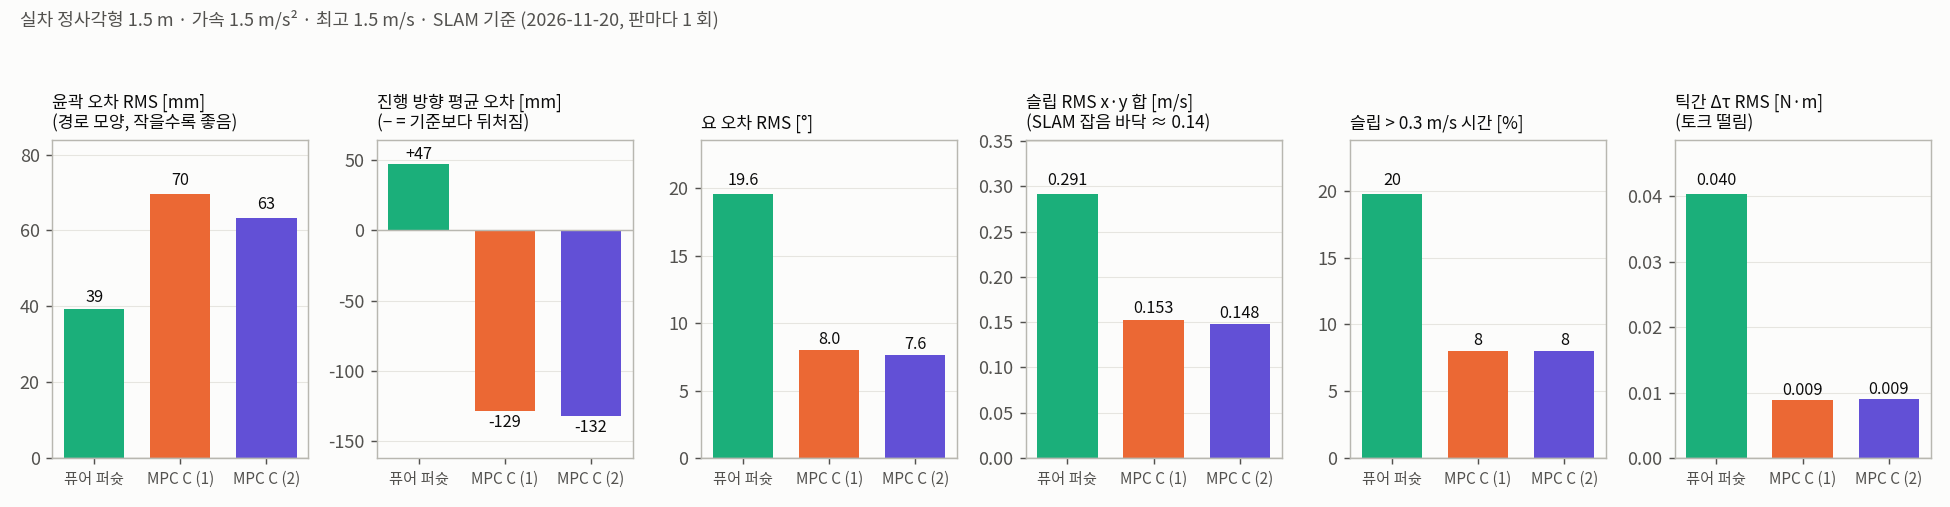 실차 정사각형 1.5 m · 가속 1.5 m/s² · 최고 1.5 m/s · SLAM 기준 (2026-11-20, 판마다 1 회)
윤곽 오차 RMS [mm]
(경로 모양, 작을수록 좋음)
80
60
40
20
0
39
70
63
퓨어 퍼슛
MPC C (1)
MPC C (2)
진행 방향 평균 오차 [mm]
(− = 기준보다 뒤처짐)
50
0
-50
-100
-150
+47
-129
-132
퓨어 퍼슛
MPC C (1)
MPC C (2)
요 오차 RMS [°]
20
15
10
5
0
19.6
8.0
7.6
퓨어 퍼슛
MPC C (1)
MPC C (2)
슬립 RMS x·y 합 [m/s]
(SLAM 잡음 바닥 ≈ 0.14)
0.35
0.30
0.25
0.20
0.15
0.10
0.05
0.00
0.291
0.153
0.148
퓨어 퍼슛
MPC C (1)
MPC C (2)
슬립 > 0.3 m/s 시간 [%]
20
15
10
5
0
20
8
8
퓨어 퍼슛
MPC C (1)
MPC C (2)
틱간 Δτ RMS [N·m]
(토크 떨림)
0.04
0.03
0.02
0.01
0.00
0.040
0.009
0.009
퓨어 퍼슛
MPC C (1)
MPC C (2)